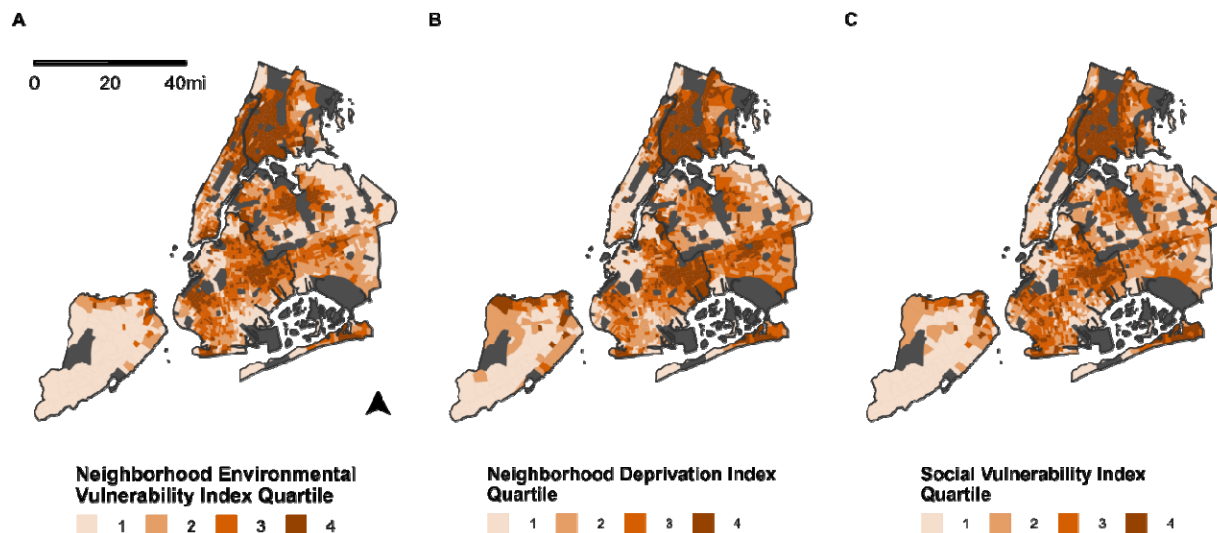 A
B
C
0 20 40mi
Neighborhood Environmental
Vulnerability Index Quartile
1 2 3 4
Neighborhood Deprivation Index
Quartile
1 2 3 4
Social Vulnerability Index
Quartile
1 2 3 4